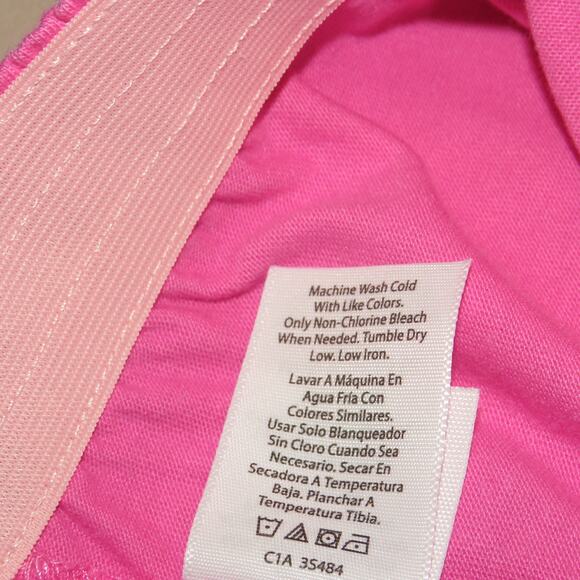 Machine Wash Cold
With Like Colors.
Only Non-Chlorine Bleach
When Needed. Tumble Dry
Low. Low Iron.
Lavar A Máquina En
Agua Fría Con
Colores Similares.
Usar Solo Blanqueador
Sin Cloro Cuando Sea
Necesario. Secar En
Secadora A Temperatura
Baja. Planchar A
Temperatura Tibia.
C1A 35484